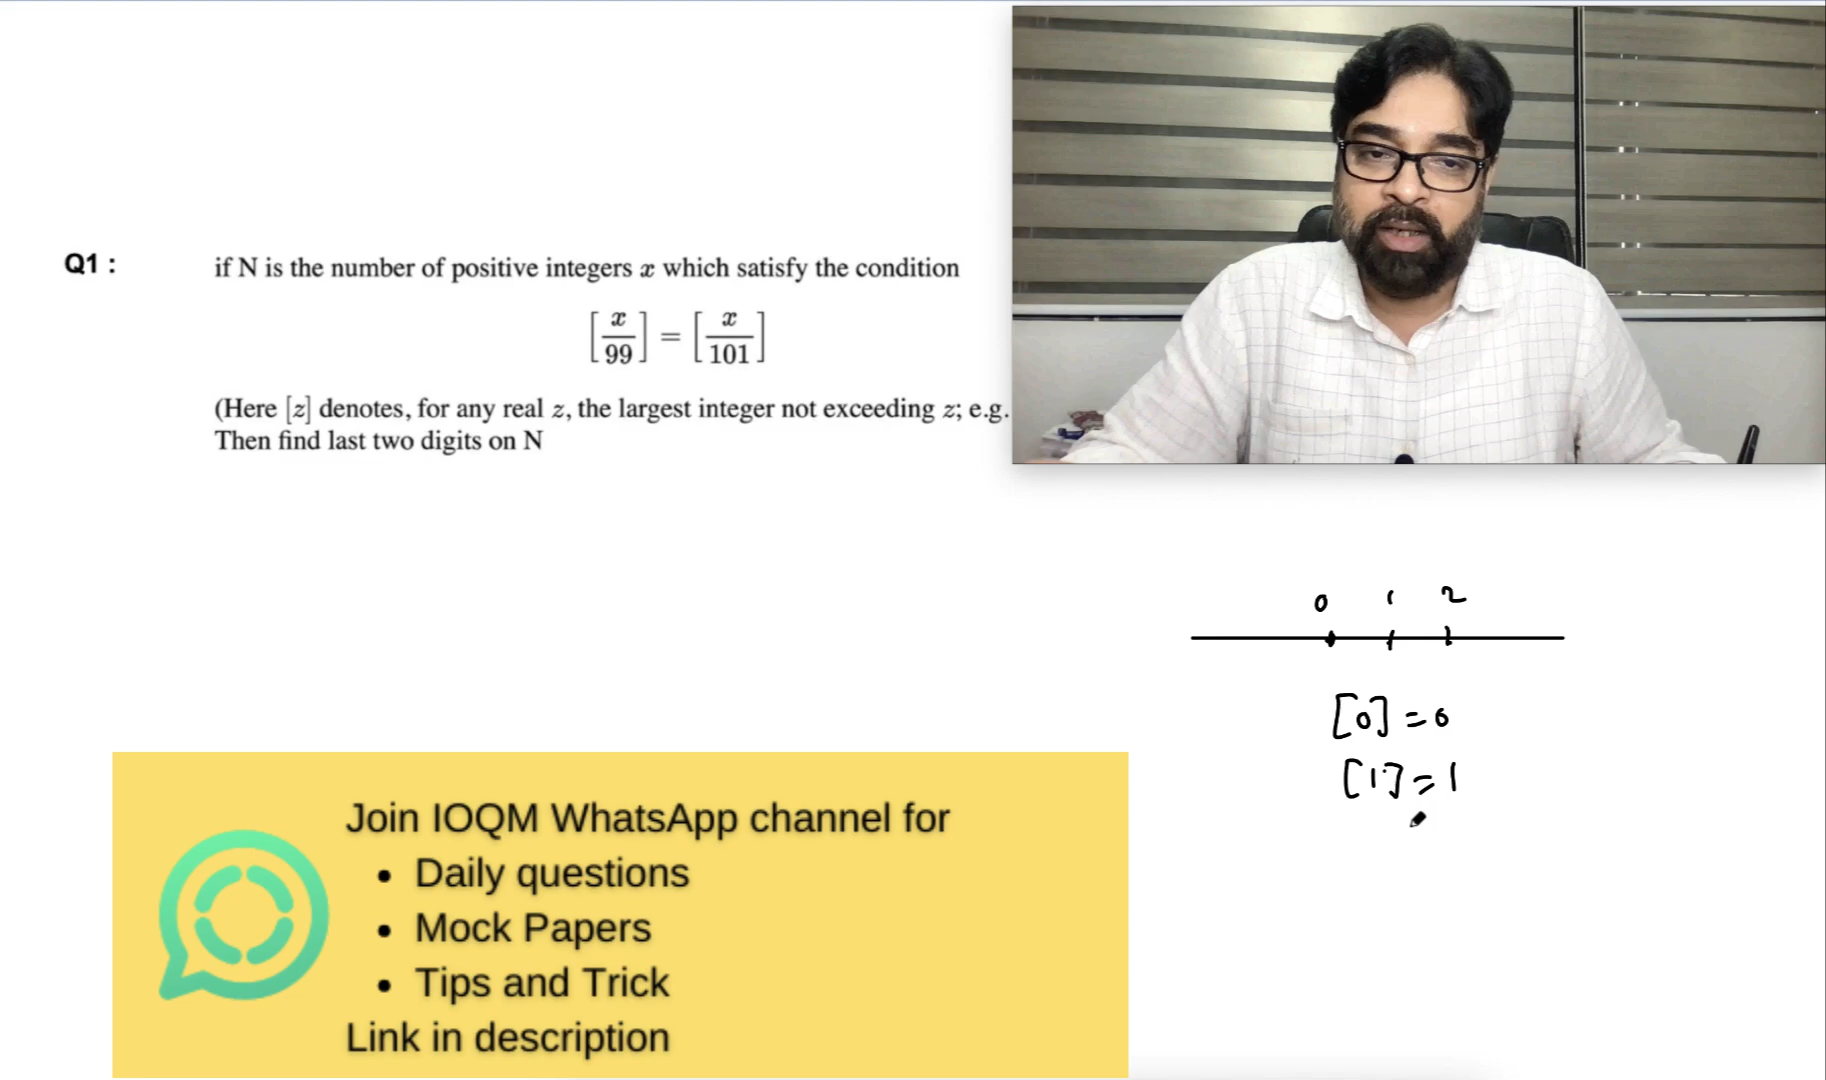 Q1 :
if N is the number of positive integers x which satisfy the condition
[x/99] = [x/101]
(Here [z] denotes, for any real z, the largest integer not exceeding z; e.g.
Then find last two digits on N
0 1 2
[0] = 0
[1] = 1
Join IOQM WhatsApp channel for
• Daily questions
• Mock Papers
• Tips and Trick
Link in description